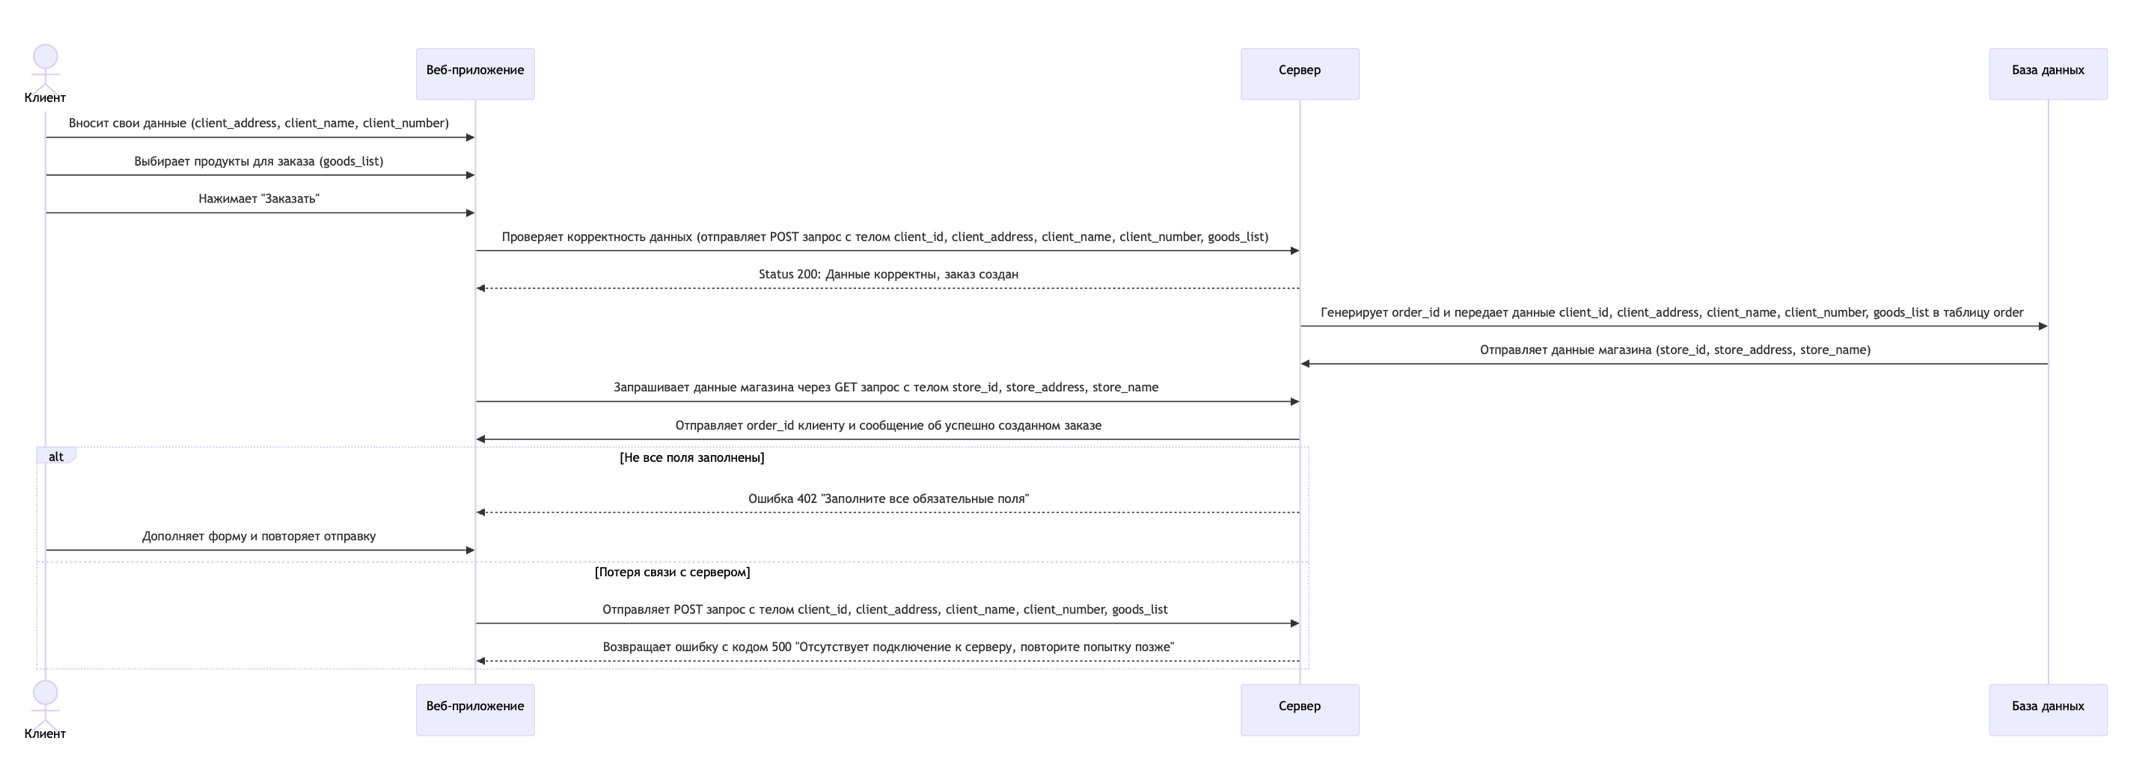 Клиент
Веб-приложение
Сервер
База данных
Вносит свои данные (client_address, client_name, client_number)
Выбирает продукты для заказа (goods_list)
Нажимает "Заказать"
Проверяет корректность данных (отправляет POST запрос с телом client_id, client_address, client_name, client_number, goods_list)
Status 200: Данные корректны, заказ создан
Генерирует order_id и передает данные client_id, client_address, client_name, client_number, goods_list в таблицу order
Отправляет данные магазина (store_id, store_address, store_name)
Запрашивает данные магазина через GET запрос с телом store_id, store_address, store_name
Отправляет order_id клиенту и сообщение об успешно созданном заказе
alt
[Не все поля заполнены]
Ошибка 402 "Заполните все обязательные поля"
Дополняет форму и повторяет отправку
[Потеря связи с сервером]
Отправляет POST запрос с телом client_id, client_address, client_name, client_number, goods_list
Возвращает ошибку с кодом 500 "Отсутствует подключение к серверу, повторите попытку позже"
Клиент
Веб-приложение
Сервер
База данных